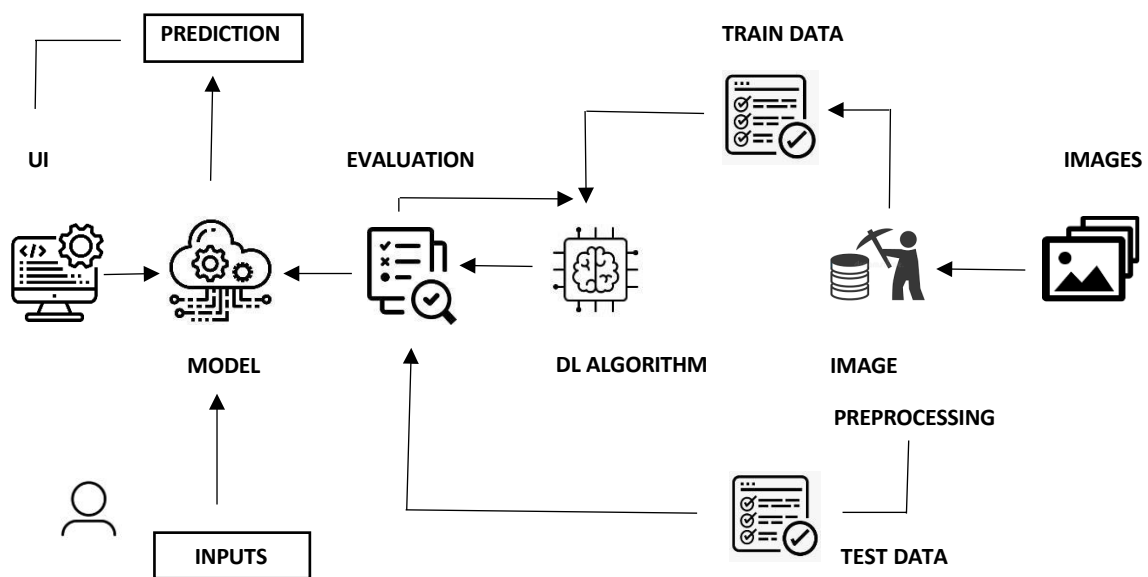 PREDICTION
TRAIN DATA
UI
EVALUATION
IMAGES
</>
MODEL
DL ALGORITHM
IMAGE
PREPROCESSING
INPUTS
TEST DATA